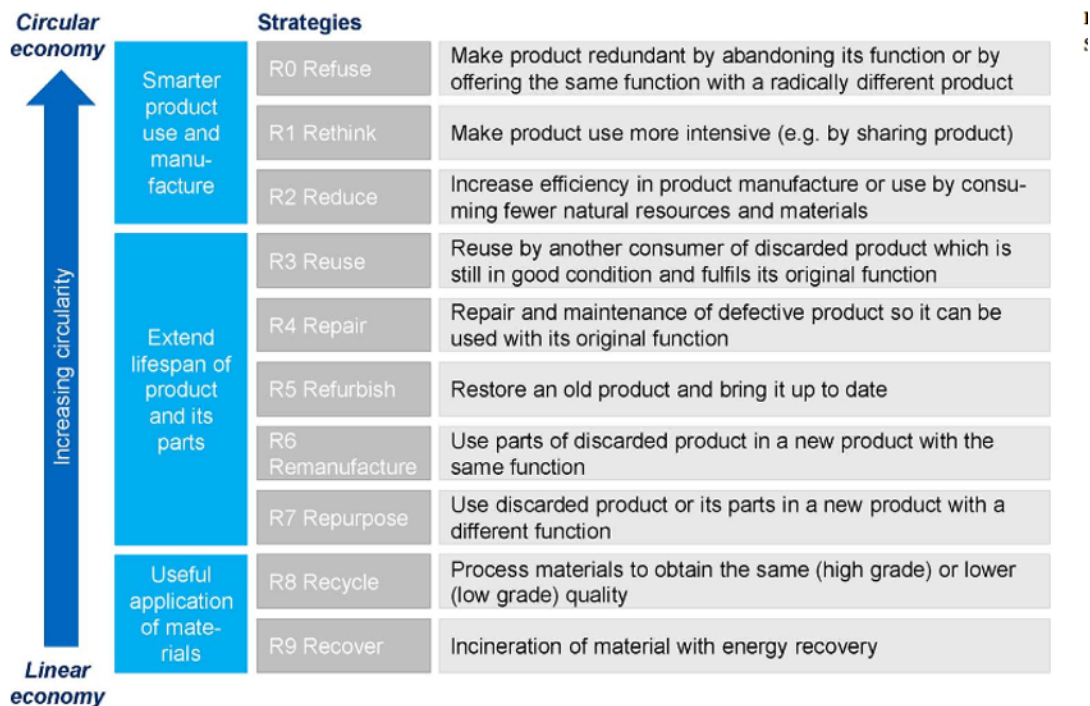 Circular
economy
Strategies
Smarter
product
use and
manu-
facture
R0 Refuse
Make product redundant by abandoning its function or by
offering the same function with a radically different product
R1 Rethink
Make product use more intensive (e.g. by sharing product)
R2 Reduce
Increase efficiency in product manufacture or use by consu-
ming fewer natural resources and materials
Increasing circularity
Extend
lifespan of
product
and its
parts
R3 Reuse
Reuse by another consumer of discarded product which is
still in good condition and fulfils its original function
R4 Repair
Repair and maintenance of defective product so it can be
used with its original function
R5 Refurbish
Restore an old product and bring it up to date
R6
Remanufacture
Use parts of discarded product in a new product with the
same function
R7 Repurpose
Use discarded product or its parts in a new product with a
different function
Useful
application
of mate-
rials
R8 Recycle
Process materials to obtain the same (high grade) or lower
(low grade) quality
R9 Recover
Incineration of material with energy recovery
Linear
economy